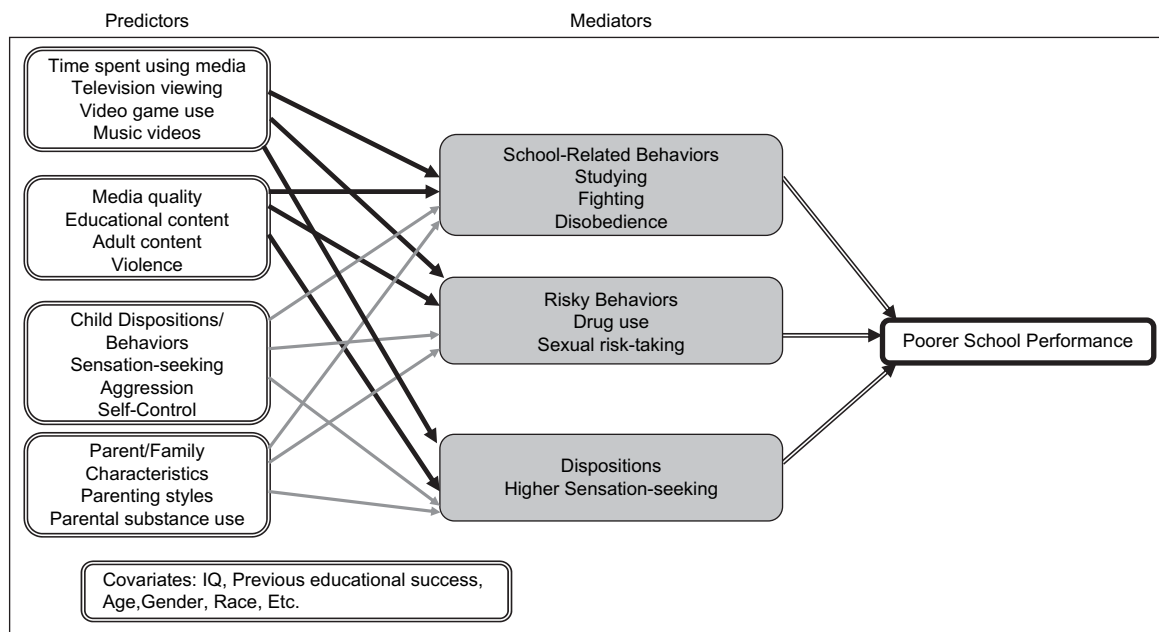 Predictors
Mediators
Time spent using media
Television viewing
Video game use
Music videos
Media quality
Educational content
Adult content
Violence
Child Dispositions/
Behaviors
Sensation-seeking
Aggression
Self-Control
Parent/Family
Characteristics
Parenting styles
Parental substance use
School-Related Behaviors
Studying
Fighting
Disobedience
Risky Behaviors
Drug use
Sexual risk-taking
Dispositions
Higher Sensation-seeking
Poorer School Performance
Covariates: IQ, Previous educational success,
Age,Gender, Race, Etc.